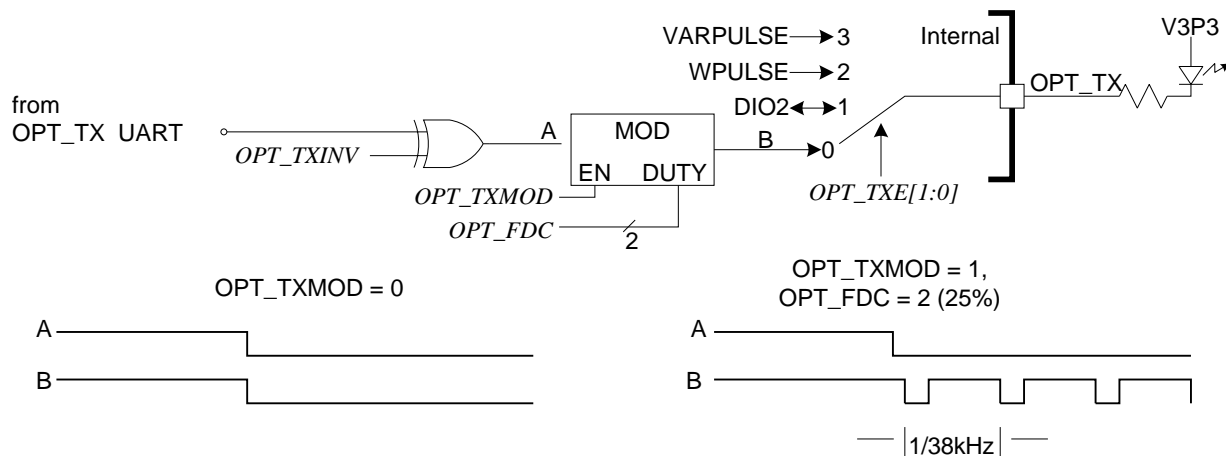 VARPULSE 3
Internal
V3P3
WPULSE 2
from
OPT_TX UART
DIO2 1
OPT_TX
A
MOD
B
0
OPT_TXINV
EN DUTY
OPT_TXMOD
OPT_TXE[1:0]
OPT_FDC
2
OPT_TXMOD = 0
A
B
OPT_TXMOD = 1,
OPT_FDC = 2 (25%)
A
B
1/38kHz